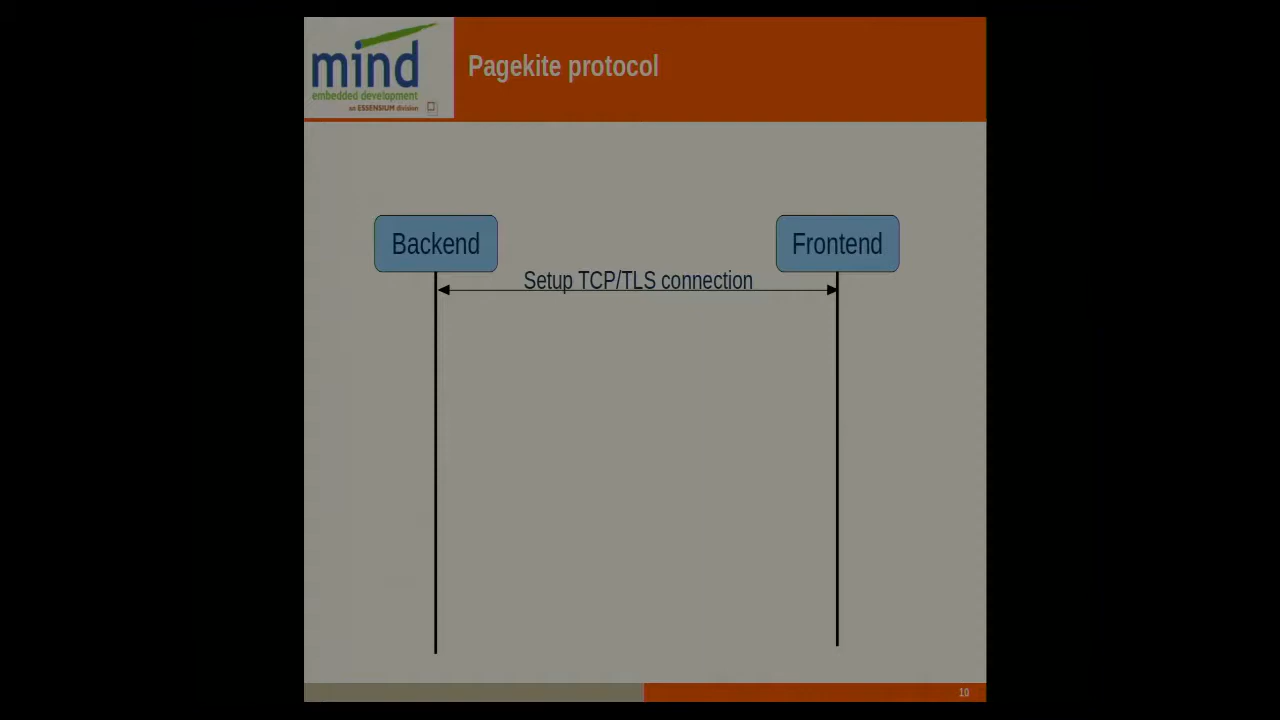 mind
embedded development
an ESSENSIUM division
Pagekite protocol
Backend
Frontend
Setup TCP/TLS connection
10